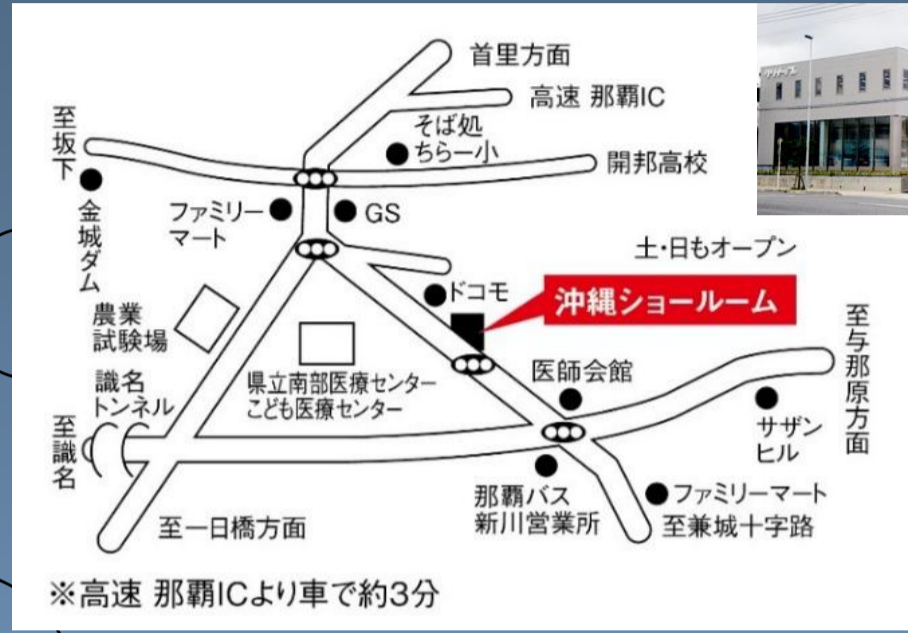 首里方面
高速 那覇IC
そば処
ちらー小
開邦高校
至坂下
金城ダム
ファミリー
マート
GS
土・日もオープン
ドコモ
沖縄ショールーム
農業
試験場
県立南部医療センター
こども医療センター
医師会館
至与那原方面
識名
トンネル
至識名
サザン
ヒル
那覇バス
新川営業所
ファミリーマート
至兼城十字路
至一日橋方面
※高速 那覇ICより車で約3分